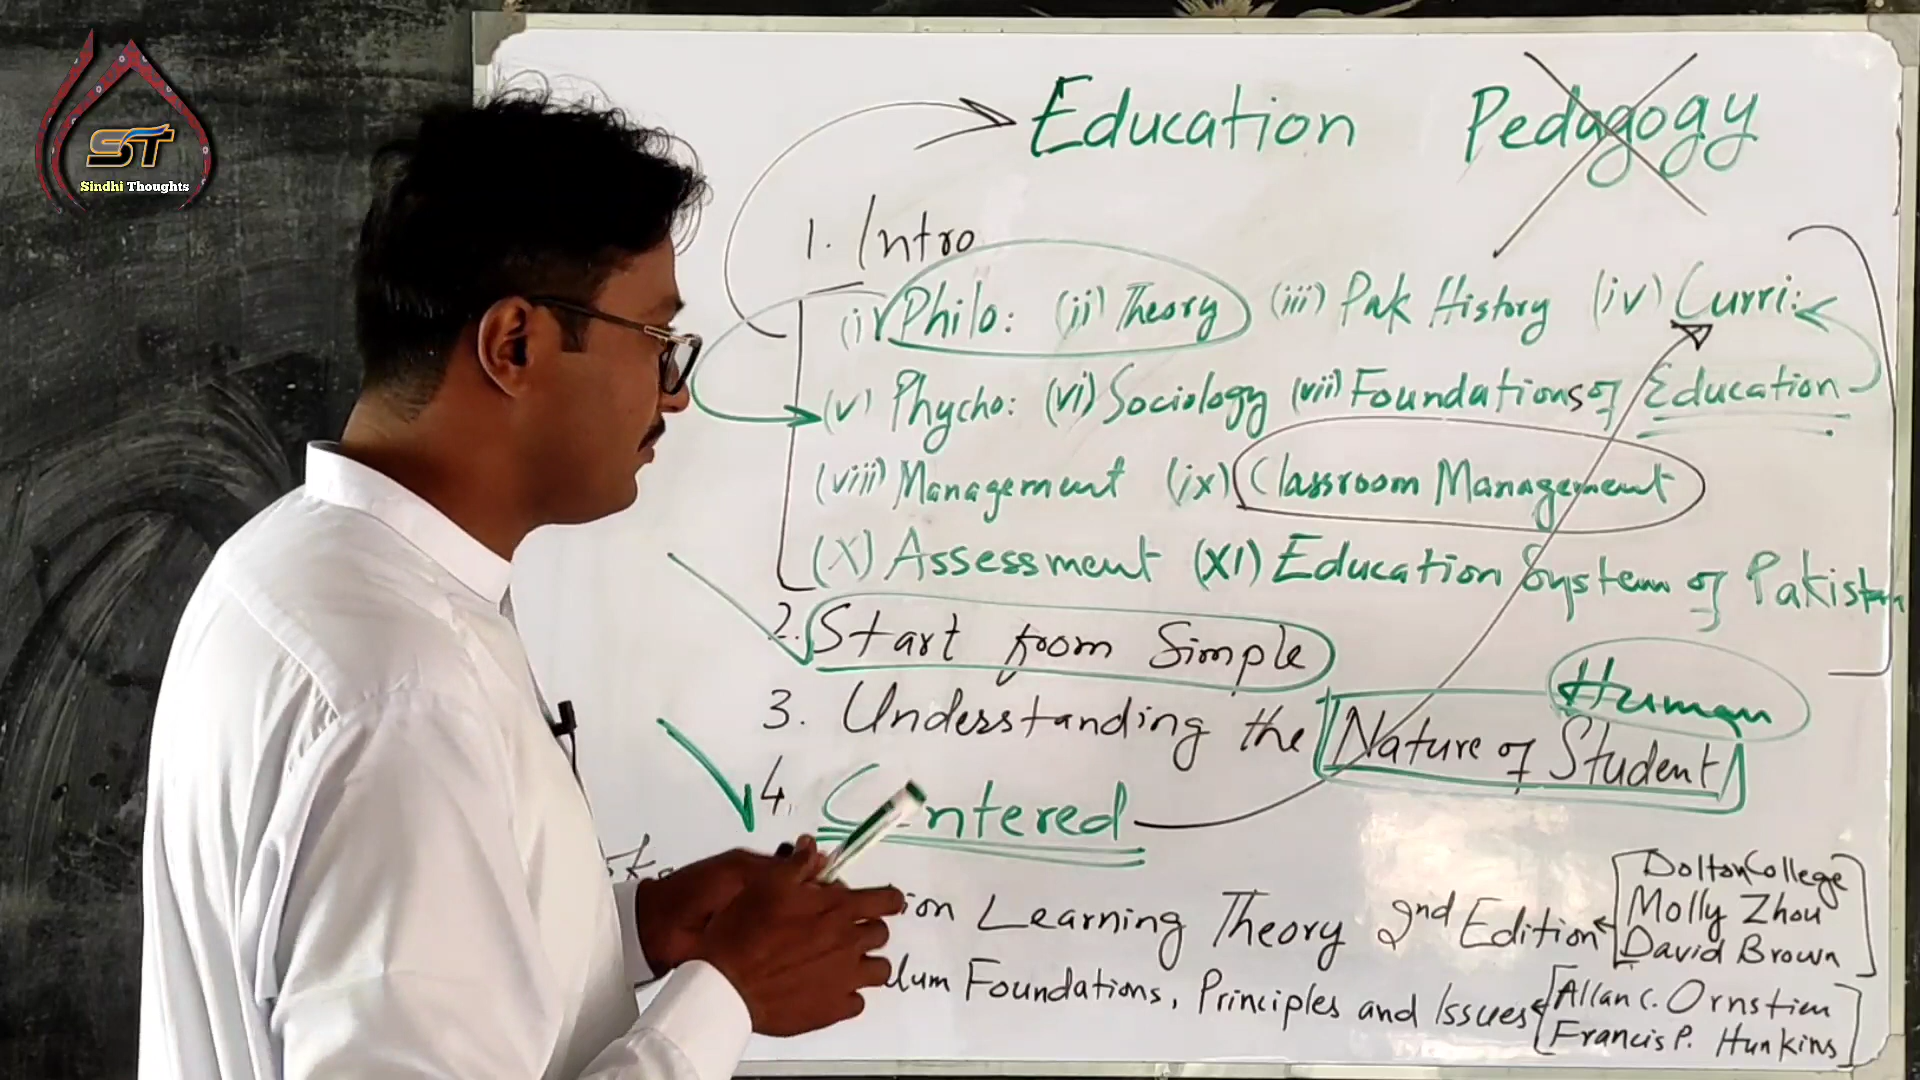 ST
Sindhi Thoughts
Education Pedagogy
1. Intro
(i) Philo: (ii) Theory (iii) Pak History (iv) Curri:
(v) Phycho: (vi) Sociology (vii) Foundations of Education
(viii) Management (ix) Classroom Management
(X) Assessment (XI) Education System of Pakistan
2. Start from Simple
Human
3. Understanding the Nature of Student
4. Centered
ion Learning Theory 2nd Edition
Dolton College
Molly Zhou
David Brown
lum Foundations, Principles and Issues
Allan C. Ornstien
Francis P. Hunkins